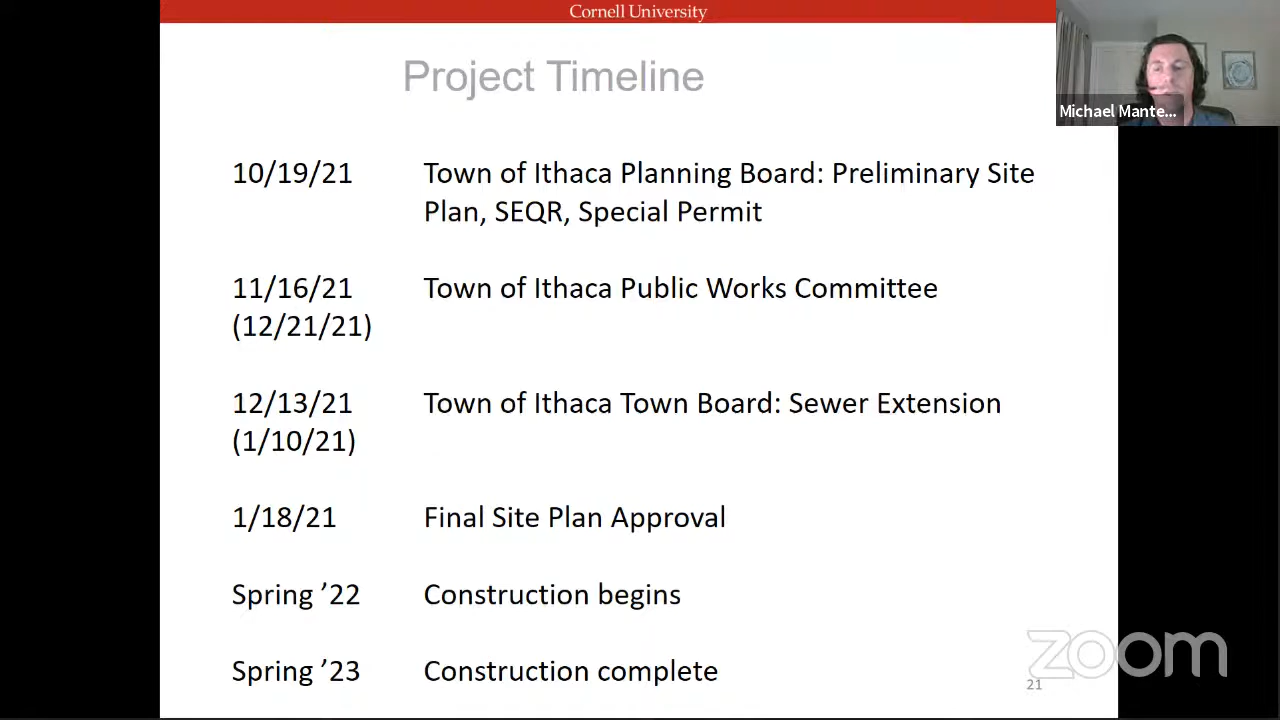 Cornell University
Project Timeline
Michael Mante...
10/19/21 Town of Ithaca Planning Board: Preliminary Site
Plan, SEQR, Special Permit
11/16/21 Town of Ithaca Public Works Committee
(12/21/21)
12/13/21 Town of Ithaca Town Board: Sewer Extension
(1/10/21)
1/18/21 Final Site Plan Approval
Spring ’22 Construction begins
Spring ’23 Construction complete
zoom
21